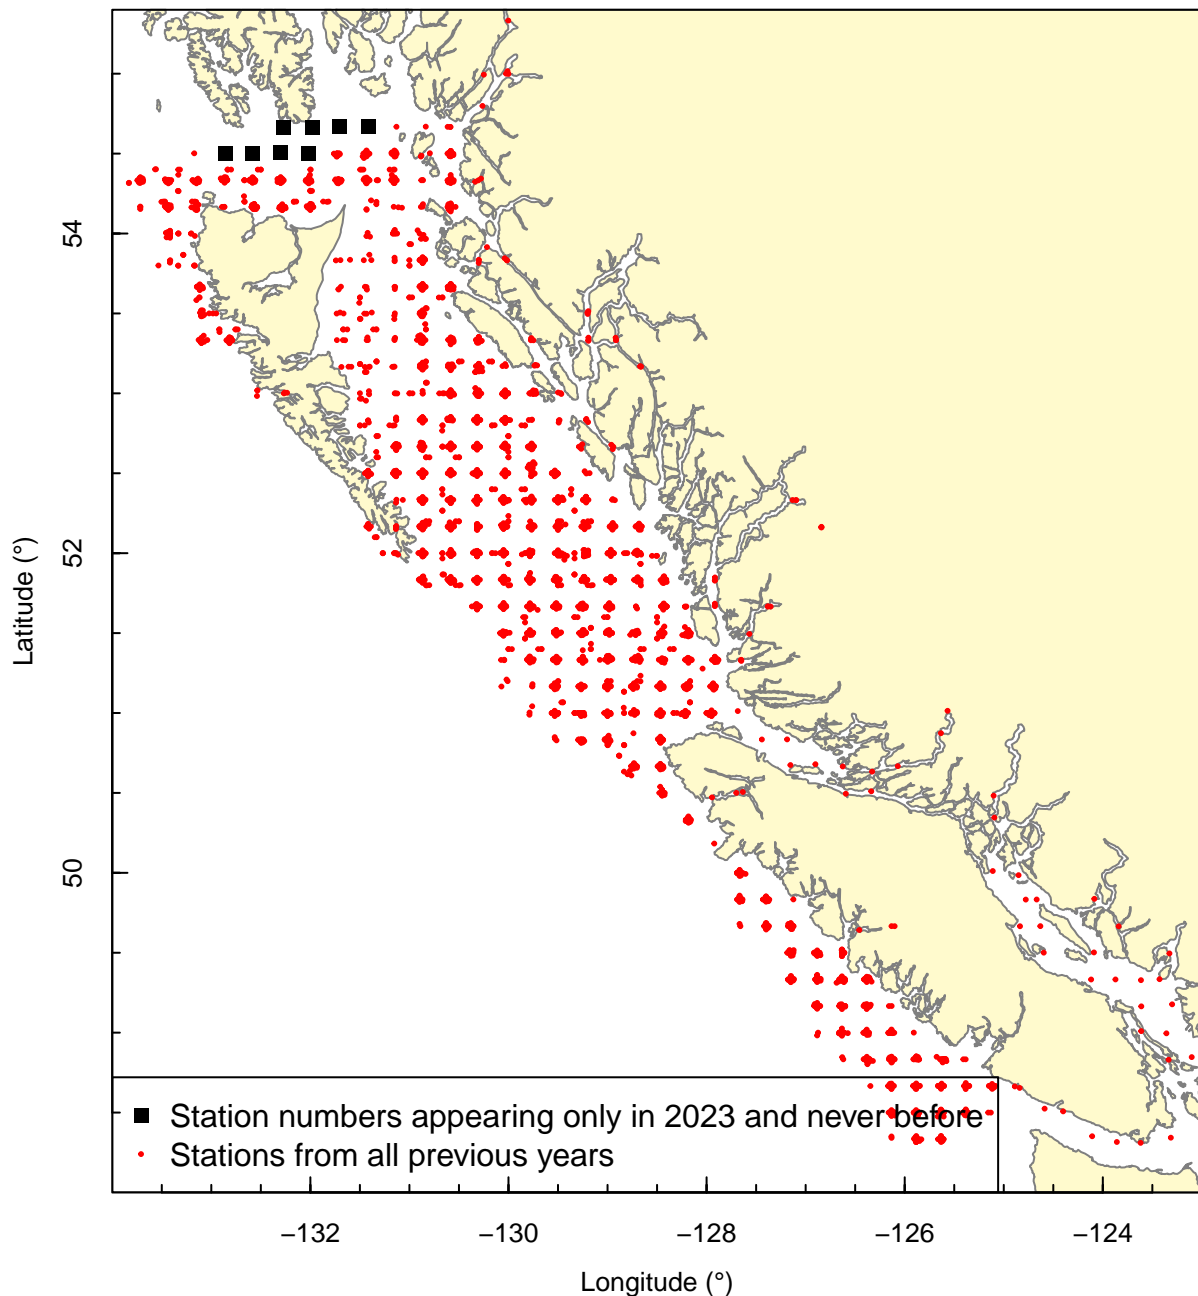 54
52
50
Latitude (°)
Station numbers appearing only in 2023 and never before
Stations from all previous years
−132
−130
−128
−126
−124
Longitude (°)